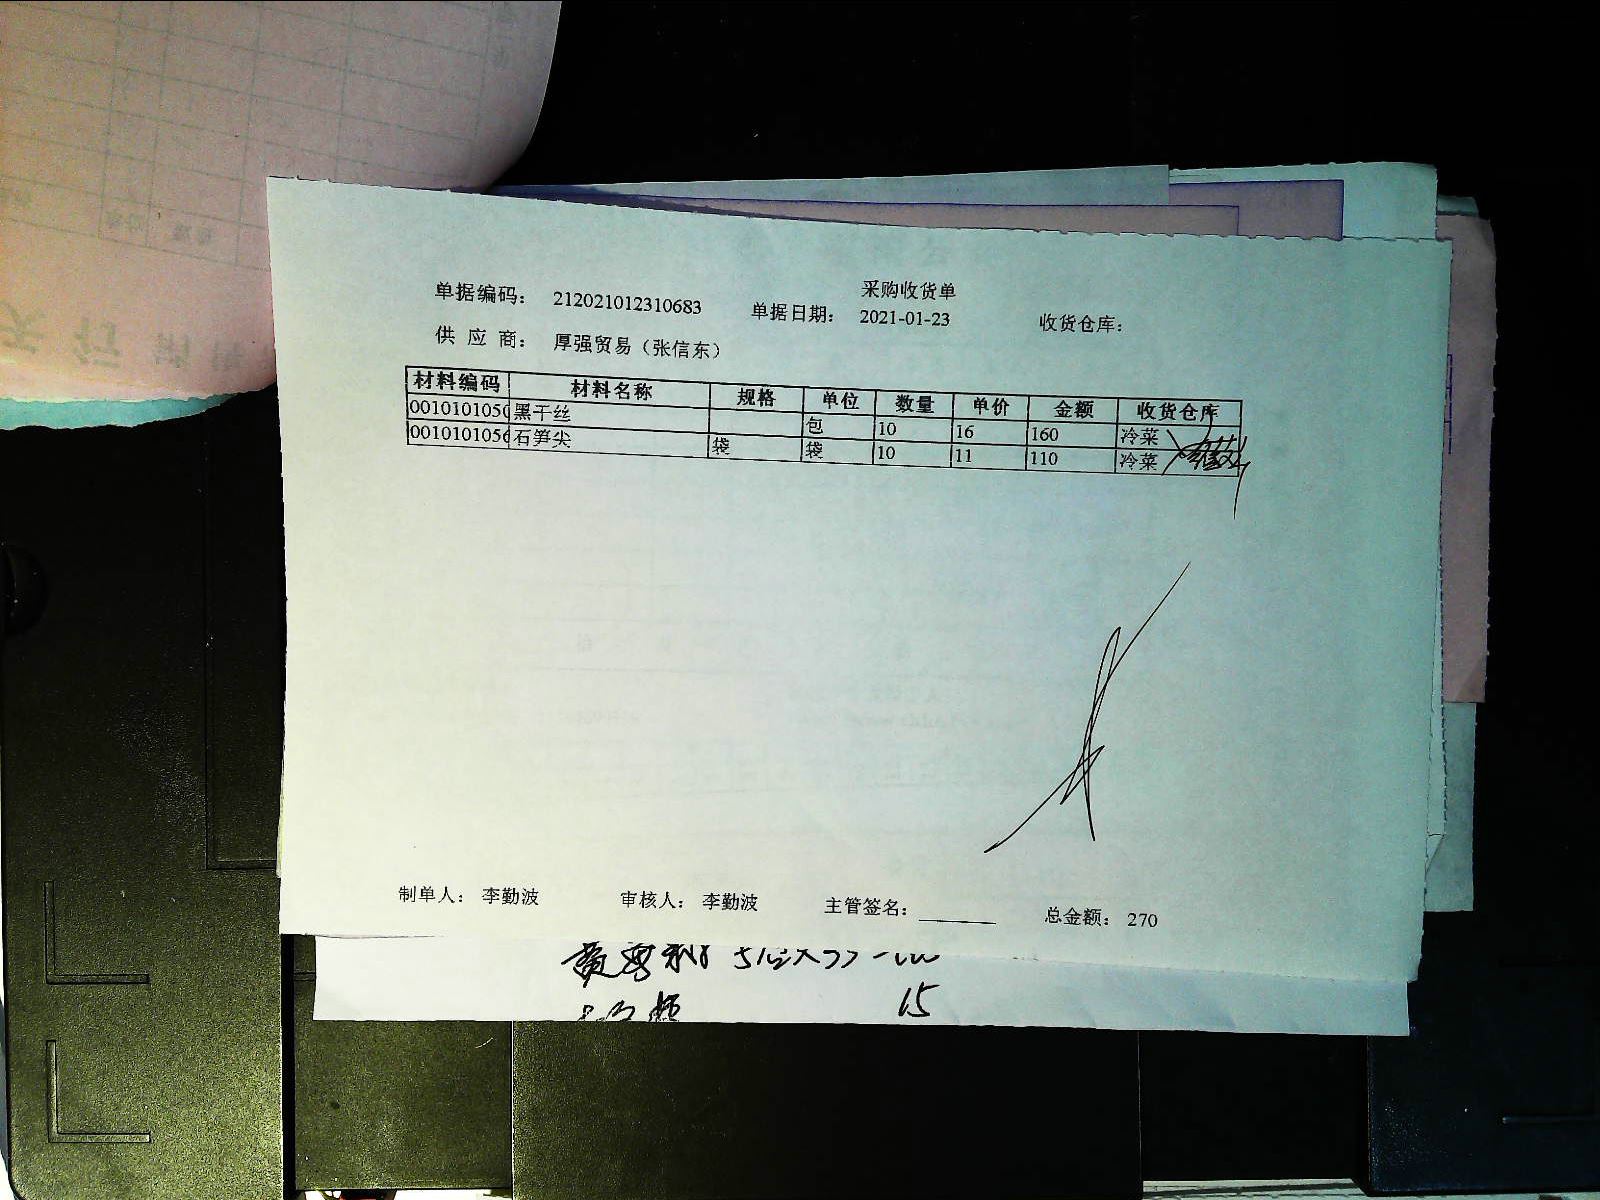 采购收货单
单据编码： 212021012310683 单据日期： 2021-01-23 收货仓库：
供 应 商： 厚强贸易（张信东）
材料编码 材料名称 规格 单位 数量 单价 金额 收货仓库
001010105 黑干丝 包 10 16 160 冷菜
001010105 石笋尖 袋 袋 10 11 110 冷菜
制单人： 李勤波 审核人： 李勤波 主管签名： 总金额： 270
15